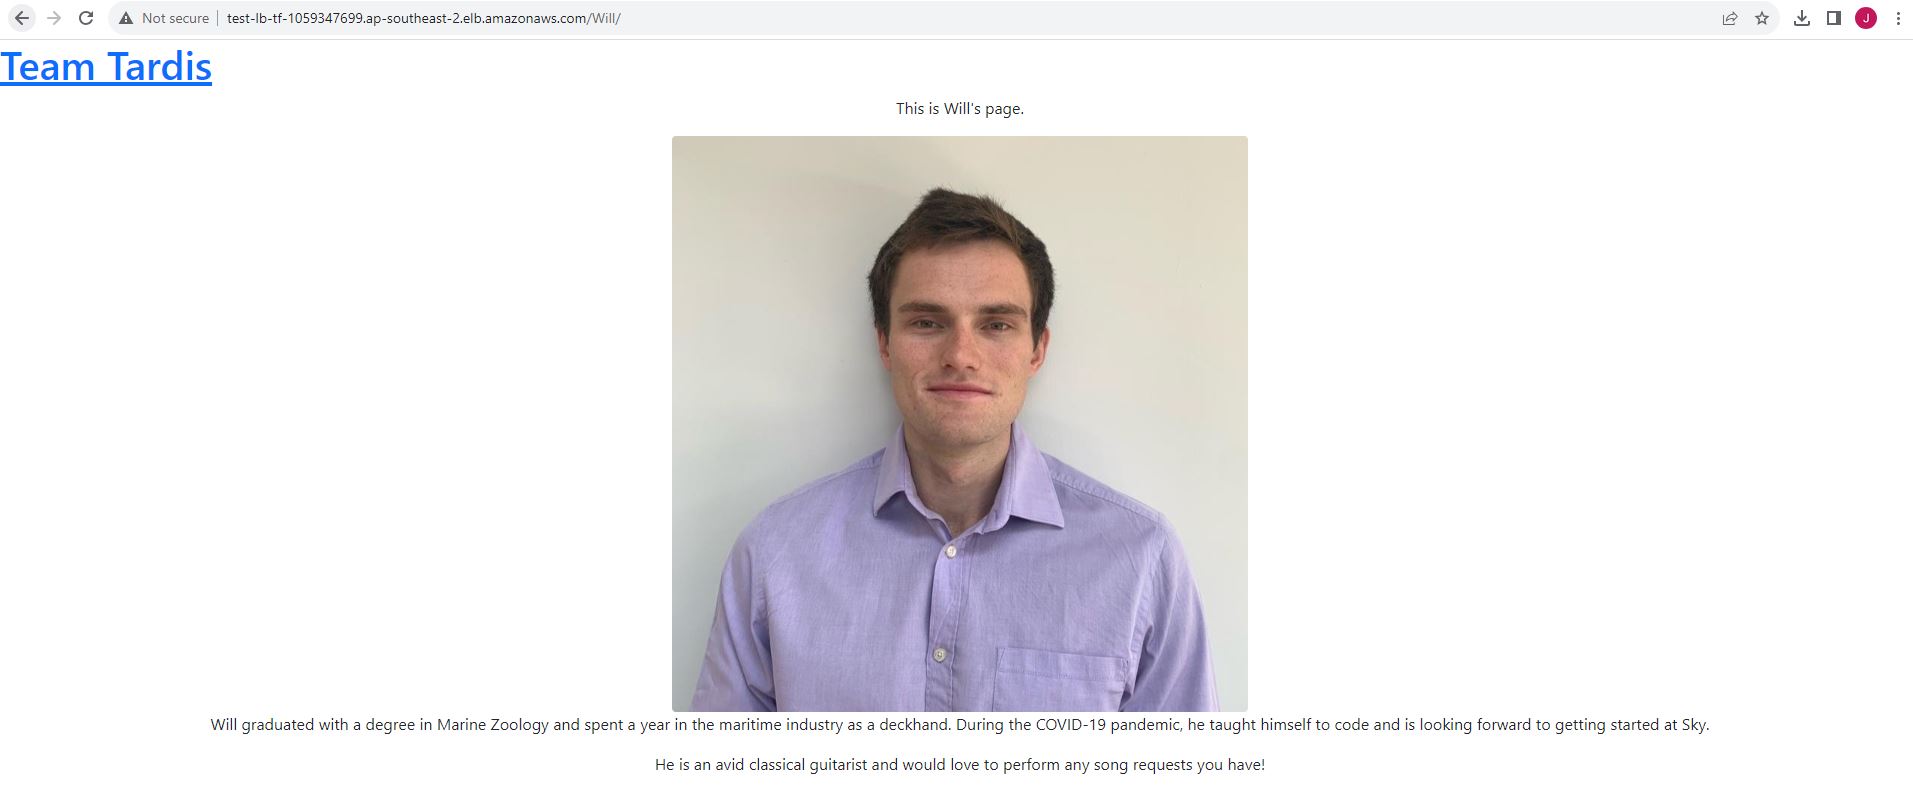 Not secure | test-lb-tf-1059347699.ap-southeast-2.elb.amazonaws.com/Will/
J
Team Tardis
This is Will's page.
Will graduated with a degree in Marine Zoology and spent a year in the maritime industry as a deckhand. During the COVID-19 pandemic, he taught himself to code and is looking forward to getting started at Sky.
He is an avid classical guitarist and would love to perform any song requests you have!